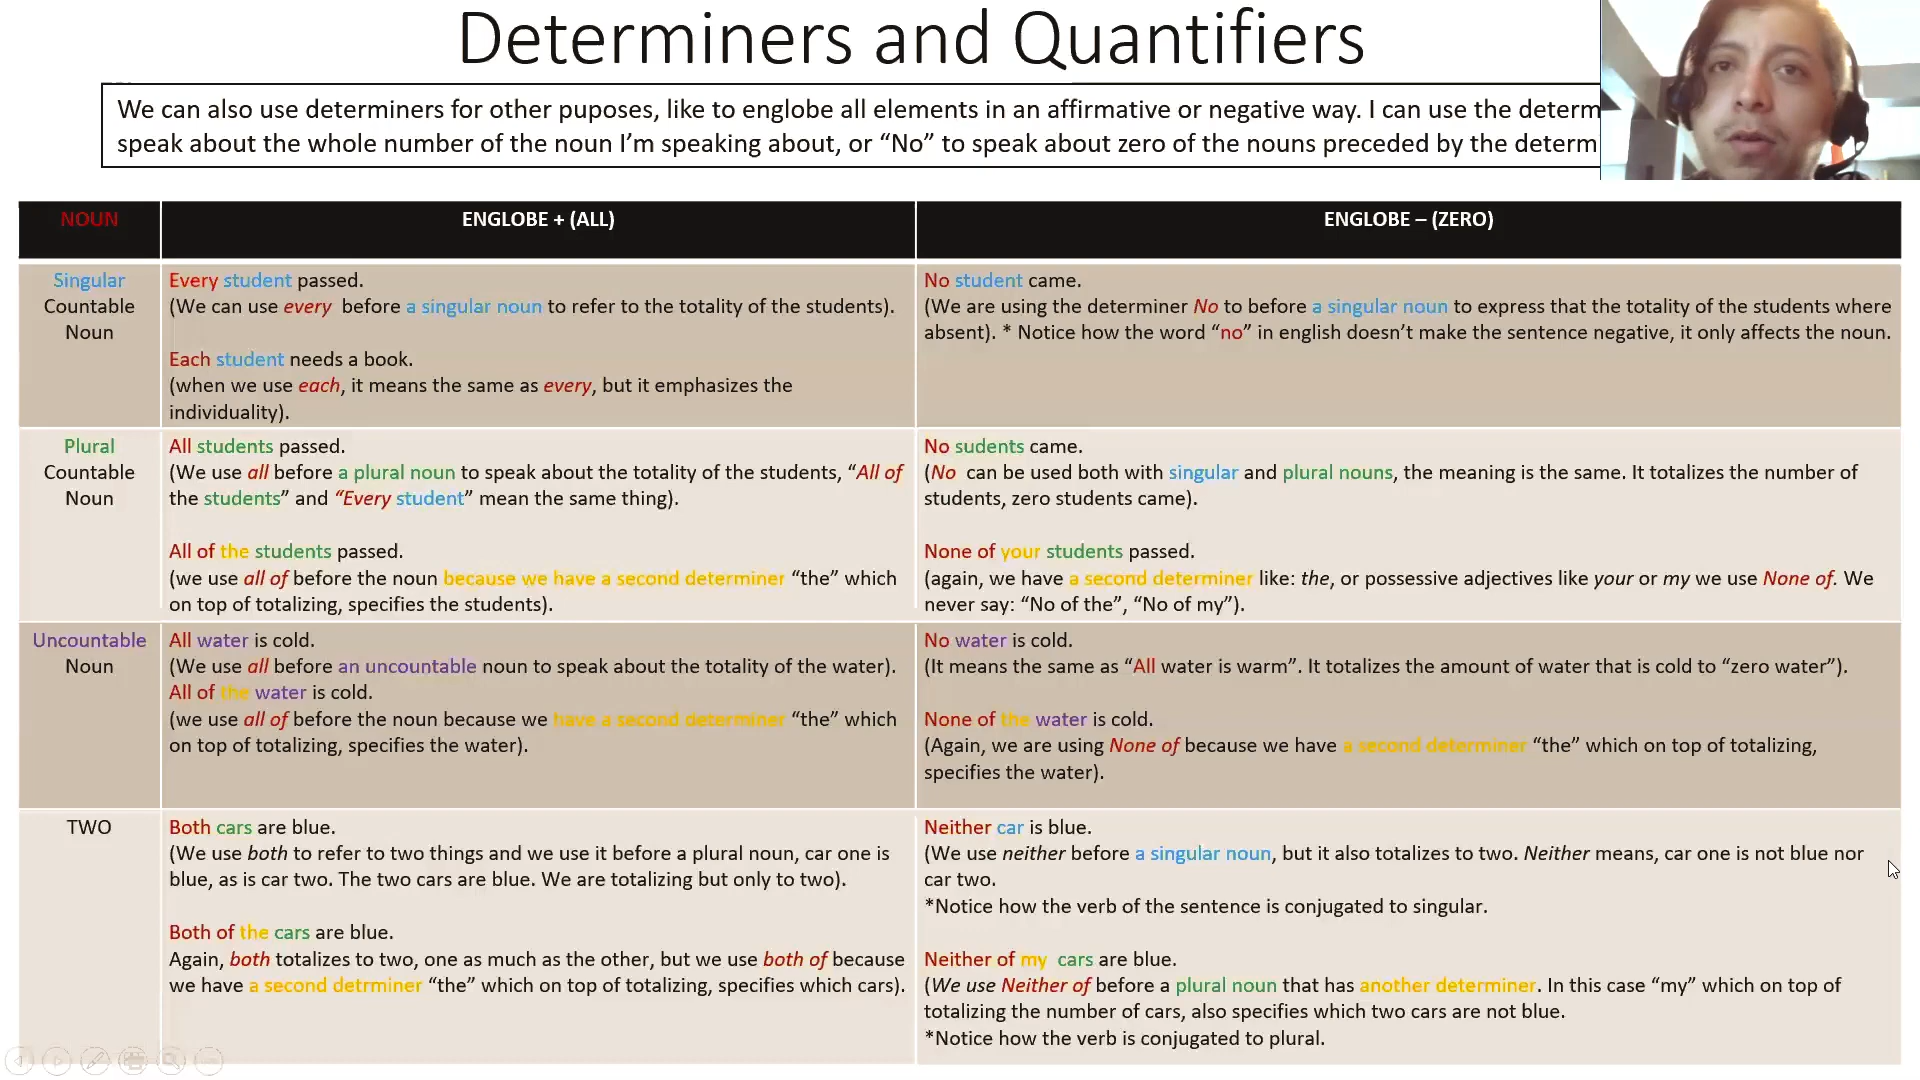 Determiners and Quantifiers
We can also use determiners for other puposes, like to englobe all elements in an affirmative or negative way. I can use the determ
speak about the whole number of the noun I'm speaking about, or “No” to speak about zero of the nouns preceded by the determ
NOUN
ENGLOBE + (ALL)
ENGLOBE – (ZERO)
Singular
Countable
Noun
Every student passed.
(We can use every before a singular noun to refer to the totality of the students).
Each student needs a book.
(when we use each, it means the same as every, but it emphasizes the
individuality).
No student came.
(We are using the determiner No to before a singular noun to express that the totality of the students where
absent). * Notice how the word “no” in english doesn't make the sentence negative, it only affects the noun.
Plural
Countable
Noun
All students passed.
(We use all before a plural noun to speak about the totality of the students, “All of
the students” and “Every student” mean the same thing).
All of the students passed.
(we use all of before the noun because we have a second determiner “the” which
on top of totalizing, specifies the students).
No sudents came.
(No can be used both with singular and plural nouns, the meaning is the same. It totalizes the number of
students, zero students came).
None of your students passed.
(again, we have a second determiner like: the, or possessive adjectives like your or my we use None of. We
never say: “No of the”, “No of my”).
Uncountable
Noun
All water is cold.
(We use all before an uncountable noun to speak about the totality of the water).
All of the water is cold.
(we use all of before the noun because we have a second determiner “the” which
on top of totalizing, specifies the water).
No water is cold.
(It means the same as “All water is warm”. It totalizes the amount of water that is cold to “zero water”).
None of the water is cold.
(Again, we are using None of because we have a second determiner “the” which on top of totalizing,
specifies the water).
TWO
Both cars are blue.
(We use both to refer to two things and we use it before a plural noun, car one is
blue, as is car two. The two cars are blue. We are totalizing but only to two).
Both of the cars are blue.
Again, both totalizes to two, one as much as the other, but we use both of because
we have a second detrminer “the” which on top of totalizing, specifies which cars).
Neither car is blue.
(We use neither before a singular noun, but it also totalizes to two. Neither means, car one is not blue nor
car two.
*Notice how the verb of the sentence is conjugated to singular.
Neither of my cars are blue.
(We use Neither of before a plural noun that has another determiner. In this case “my” which on top of
totalizing the number of cars, also specifies which two cars are not blue.
*Notice how the verb is conjugated to plural.